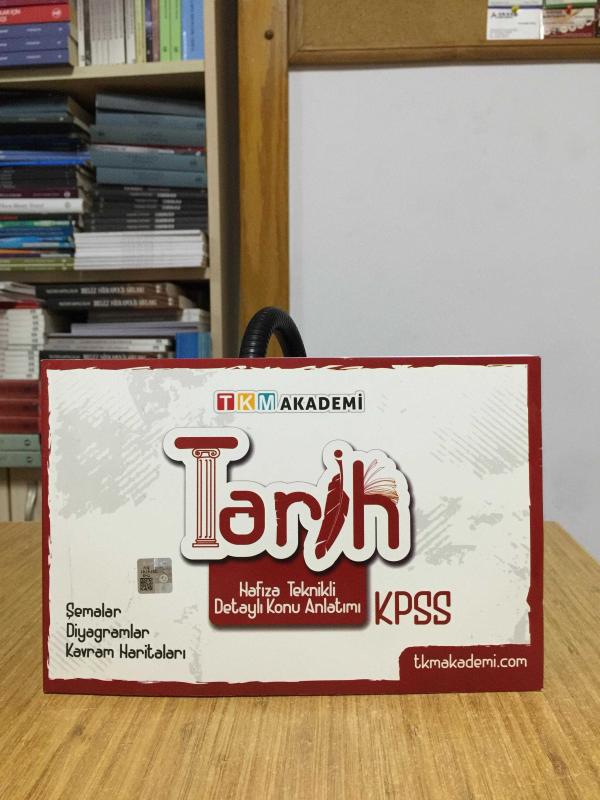 TKM AKADEMİ
Tarih
Hafıza Teknikli
Detaylı Konu Anlatımı
KPSS
Şemalar
Diyagramlar
Kavram Haritaları
tkmakademi.com